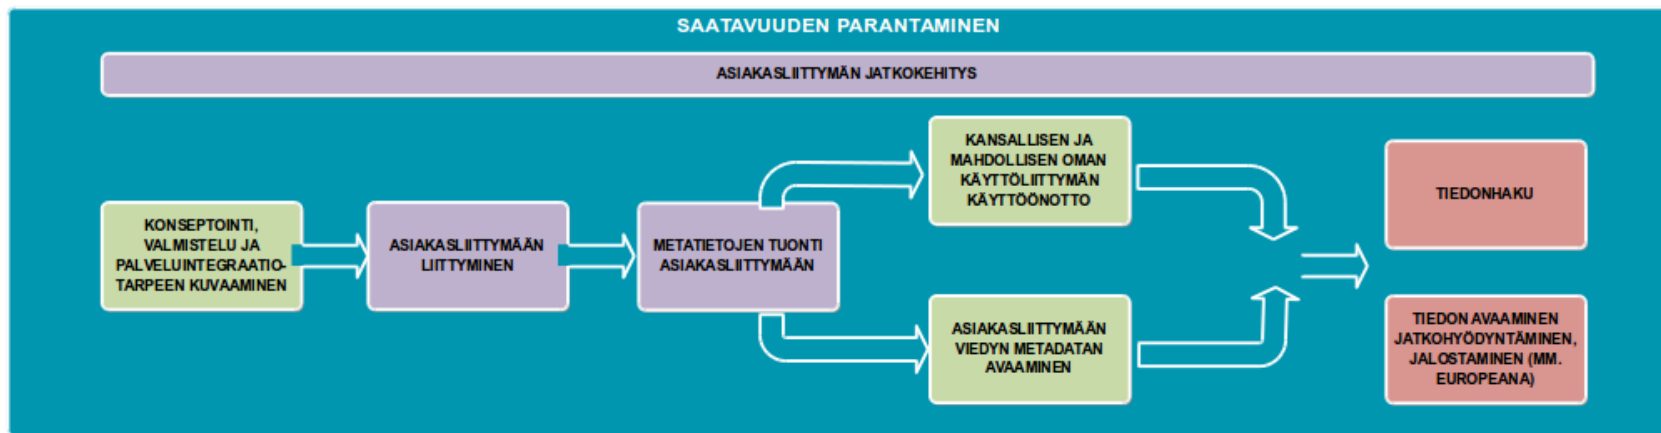 SAATAVUUDEN PARANTAMINEN
ASIAKASLIITTYMÄN JATKOKEHITYS
KONSEPTOINTI,
VALMISTELU JA
PALVELUINTEGRAATIO-
TARPEEN KUVAAMINEN
ASIAKASLIITTYMÄÄN
LIITTYMINEN
METATIETOJEN TUONTI
ASIAKASLIITTYMÄÄN
KANSALLISEN JA
MAHDOLLISEN OMAN
KÄYTTÖLIITTYMÄN
KÄYTTÖÖNOTTO
ASIAKASLIITTYMÄÄN
VIEDYN METADATAN
AVAAMINEN
TIEDONHAKU
TIEDON AVAAMINEN
JATKOHYÖDYNTÄMINEN,
JALOSTAMINEN (MM.
EUROPEANA)